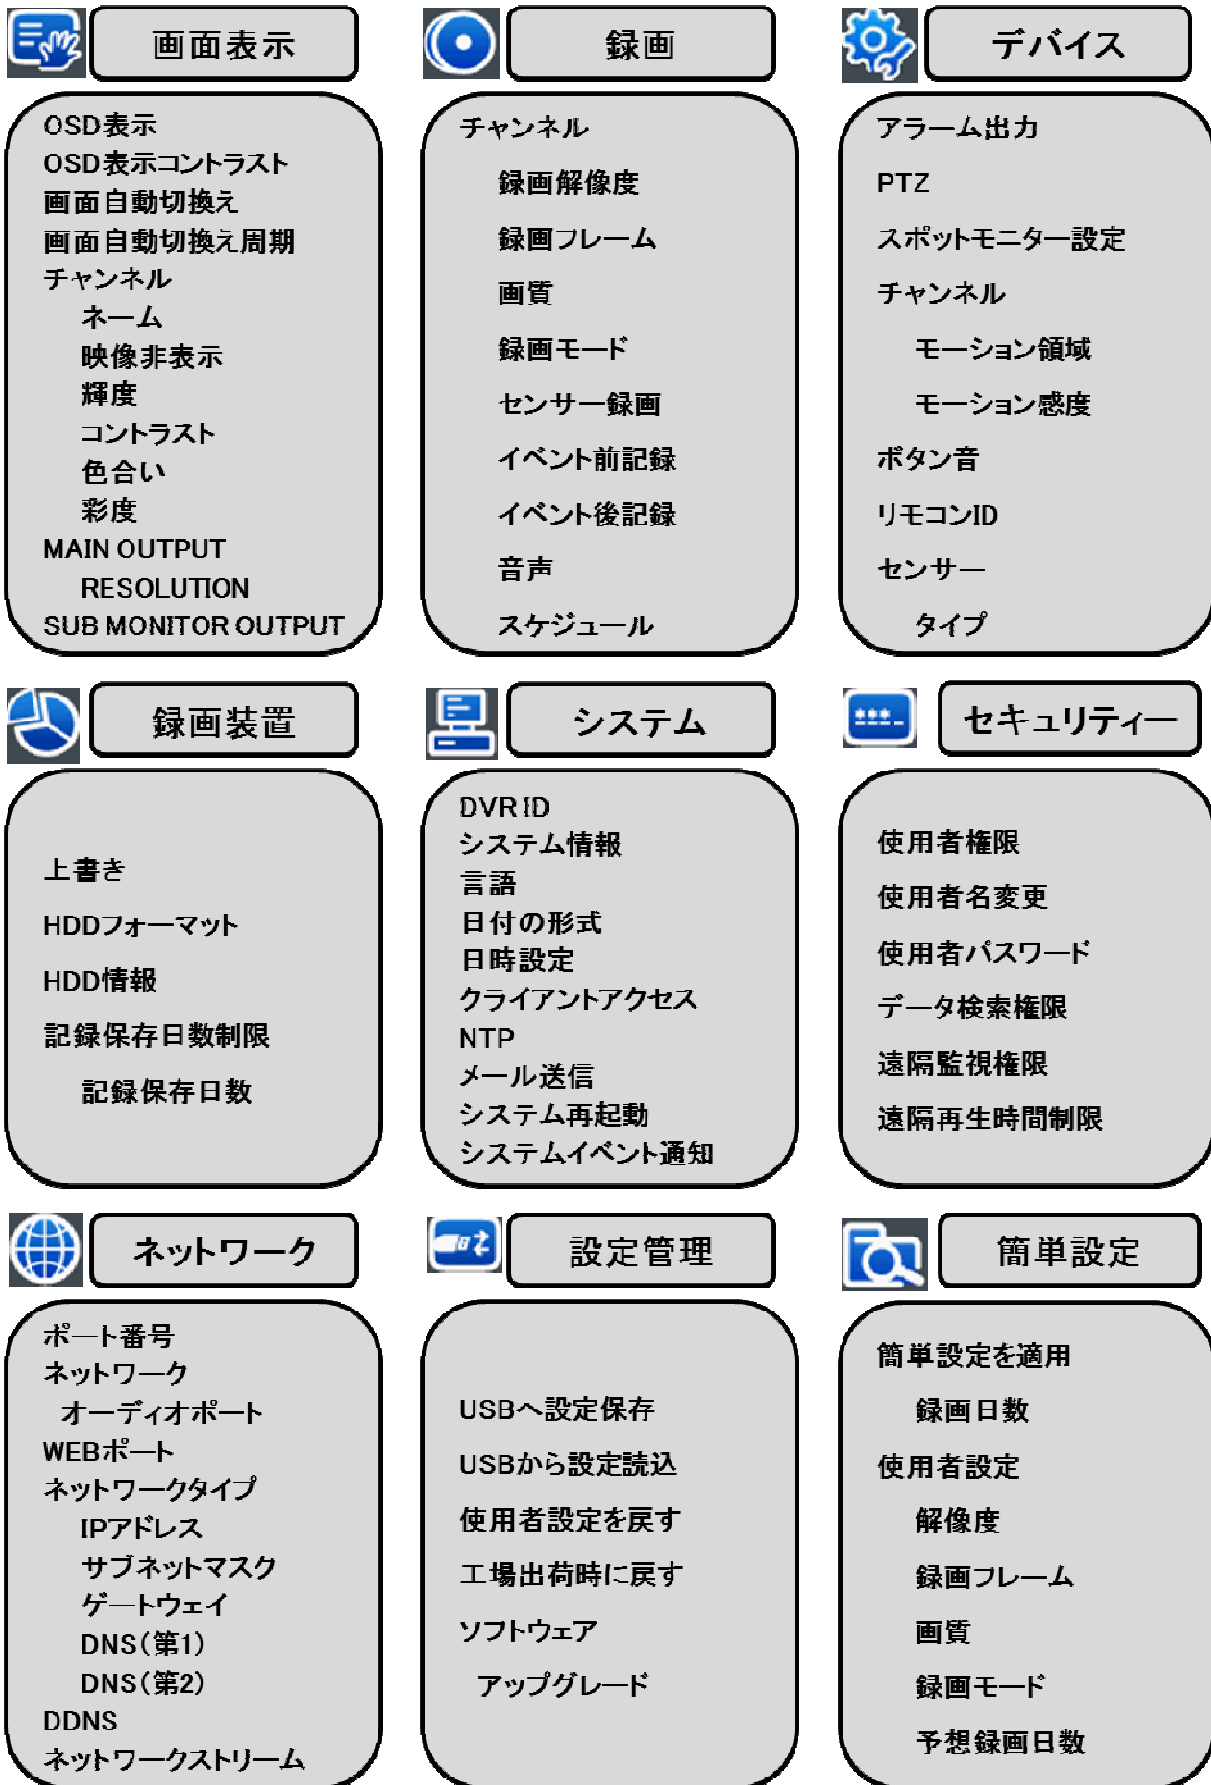 画面表示
OSD表示
OSD表示コントラスト
画面自動切換え
画面自動切換え周期
チャンネル
ネーム
映像非表示
輝度
コントラスト
色合い
彩度
MAIN OUTPUT
RESOLUTION
SUB MONITOR OUTPUT
録画
チャンネル
録画解像度
録画フレーム
画質
録画モード
センサー録画
イベント前記録
イベント後記録
音声
スケジュール
デバイス
アラーム出力
PTZ
スポットモニター設定
チャンネル
モーション領域
モーション感度
ボタン音
リモコンID
センサー
タイプ
録画装置
上書き
HDDフォーマット
HDD情報
記録保存日数制限
記録保存日数
システム
DVR ID
システム情報
言語
日付の形式
日時設定
クライアントアクセス
NTP
メール送信
システム再起動
システムイベント通知
セキュリティー
使用者権限
使用者名変更
使用者パスワード
データ検索権限
遠隔監視権限
遠隔再生時間制限
ネットワーク
ポート番号
ネットワーク
オーディオポート
WEBポート
ネットワークタイプ
IPアドレス
サブネットマスク
ゲートウェイ
DNS(第1)
DNS(第2)
DDNS
ネットワークストリーム
設定管理
USBへ設定保存
USBから設定読込
使用者設定を戻す
工場出荷時に戻す
ソフトウェア
アップグレード
簡単設定
簡単設定を適用
録画日数
使用者設定
解像度
録画フレーム
画質
録画モード
予想録画日数